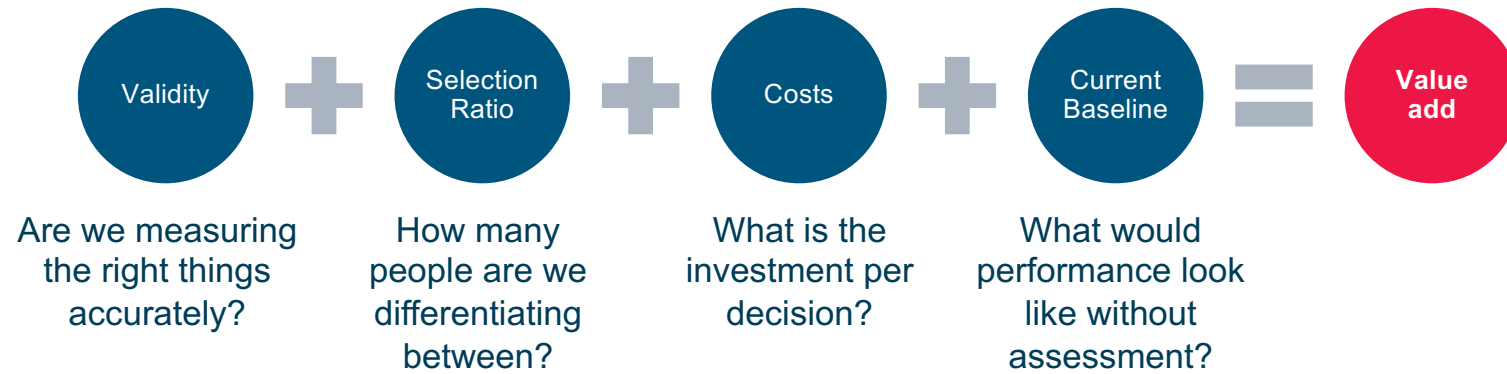 Validity
Selection
Ratio
Costs
Current
Baseline
Value
add
Are we measuring
the right things
accurately?
How many
people are we
differentiating
between?
What is the
investment per
decision?
What would
performance look
like without
assessment?